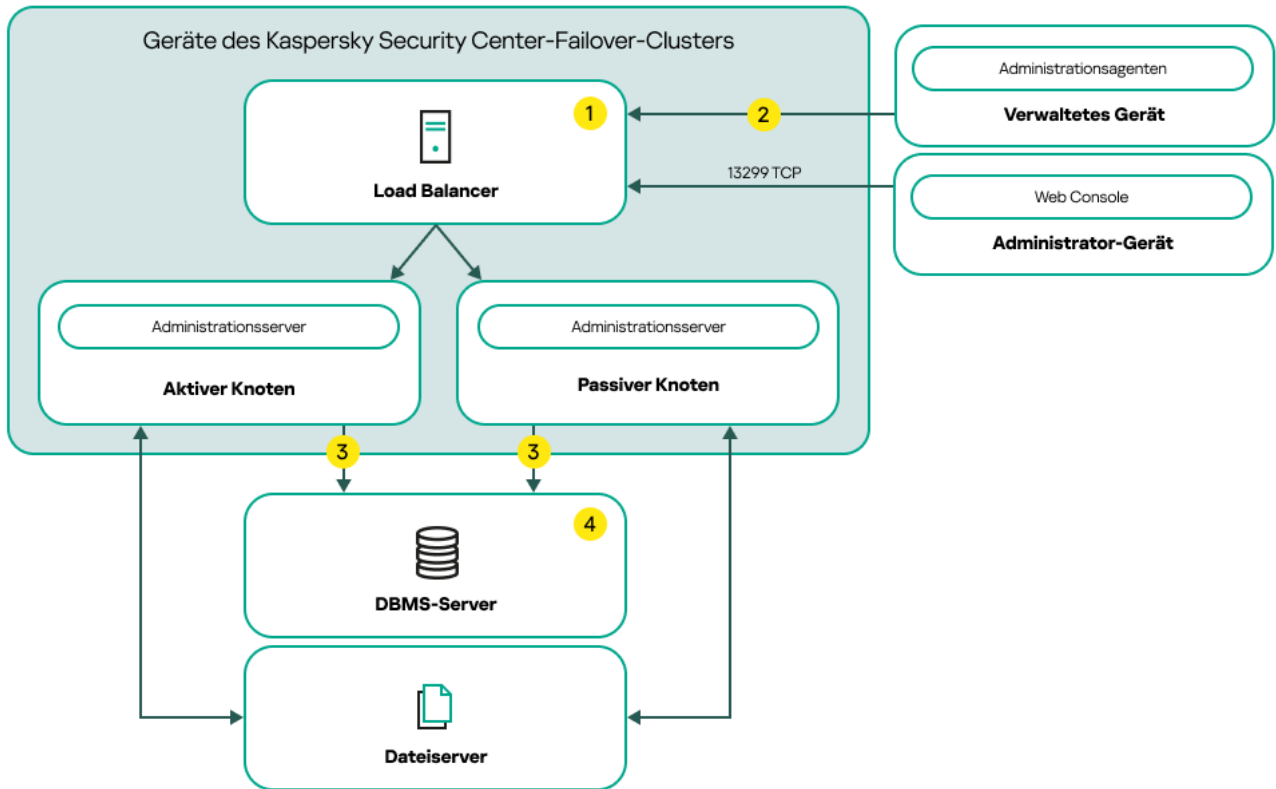 Geräte des Kaspersky Security Center-Failover-Clusters
1
Load Balancer
2
13299 TCP
Administrationsagenten
Verwaltetes Gerät
Web Console
Administrator-Gerät
Administrationsserver
Aktiver Knoten
Administrationsserver
Passiver Knoten
3
3
4
DBMS-Server
Dateiserver